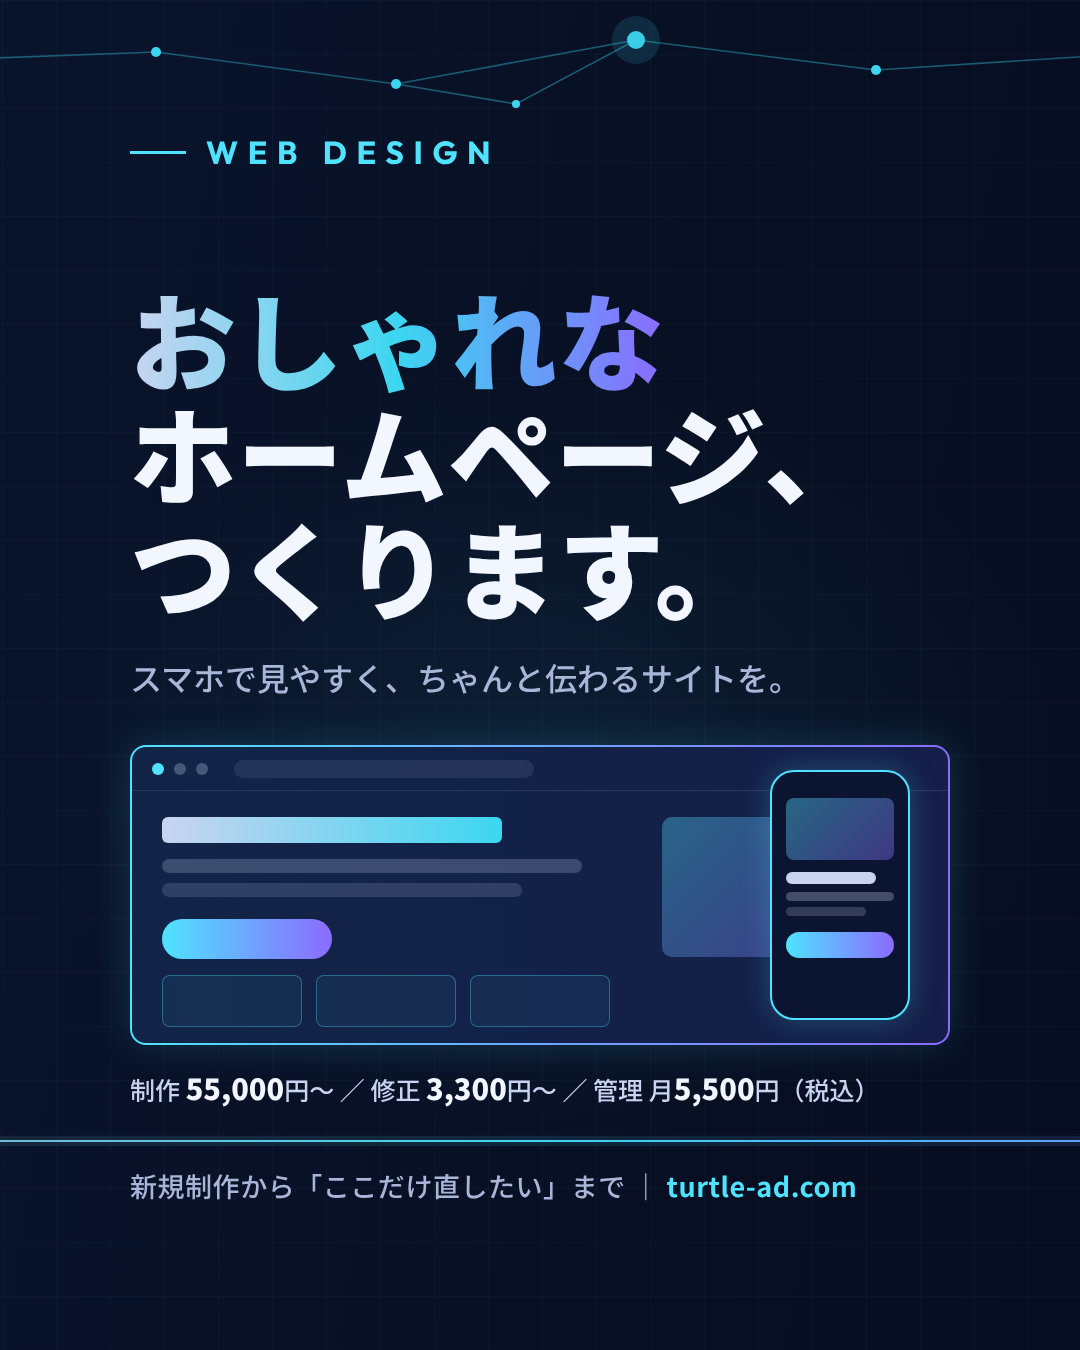 WEB DESIGN
おしゃれな
ホームページ、
つくります。
スマホで見やすく、ちゃんと伝わるサイトを。
制作 55,000円〜 ／ 修正 3,300円〜 ／ 管理 月5,500円（税込）
新規制作から「ここだけ直したい」まで ｜ turtle-ad.com